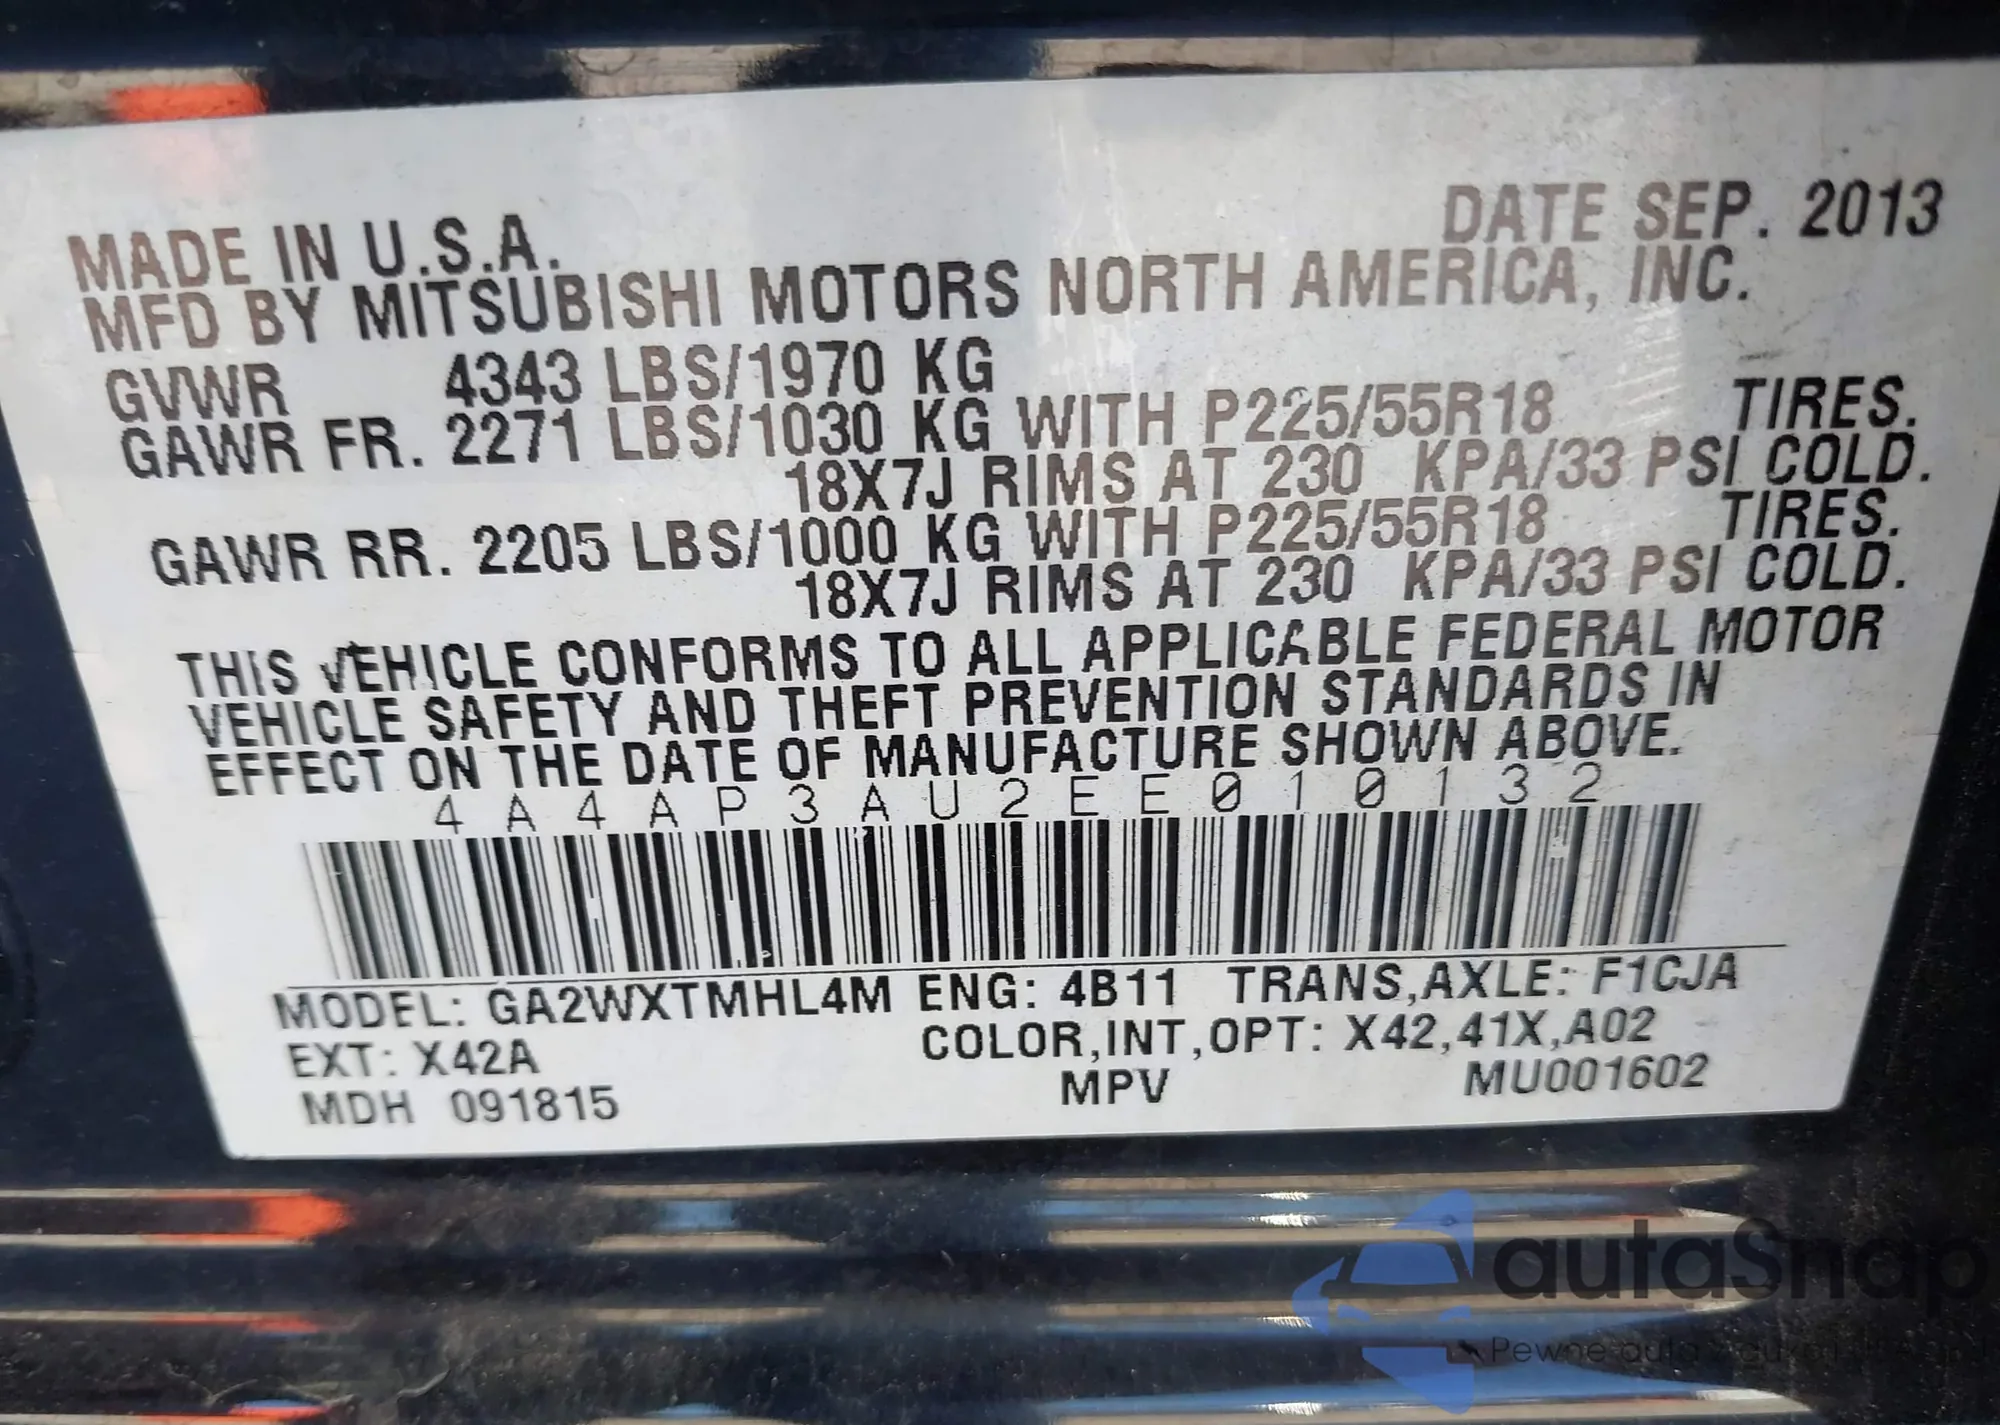 DATE SEP. 2013
MADE IN U.S.A.
MFD BY MITSUBISHI MOTORS NORTH AMERICA, INC.
GVWR 4343 LBS/1970 KG
GAWR FR. 2271 LBS/1030 KG WITH P225/55R18 TIRES.
18X7J RIMS AT 230 KPA/33 PSI COLD.
GAWR RR. 2205 LBS/1000 KG WITH P225/55R18 TIRES.
18X7J RIMS AT 230 KPA/33 PSI COLD.
THIS VEHICLE CONFORMS TO ALL APPLICABLE FEDERAL MOTOR
VEHICLE SAFETY AND THEFT PREVENTION STANDARDS IN
EFFECT ON THE DATE OF MANUFACTURE SHOWN ABOVE.
4A4AP3AU2EE010132
MODEL: GA2WXTMHL4M ENG: 4B11 TRANS,AXLE: F1CJA
EXT: X42A COLOR,INT,OPT: X42,41X,A02
MDH 091815 MPV MU001602
autaSnap
Pewne auta